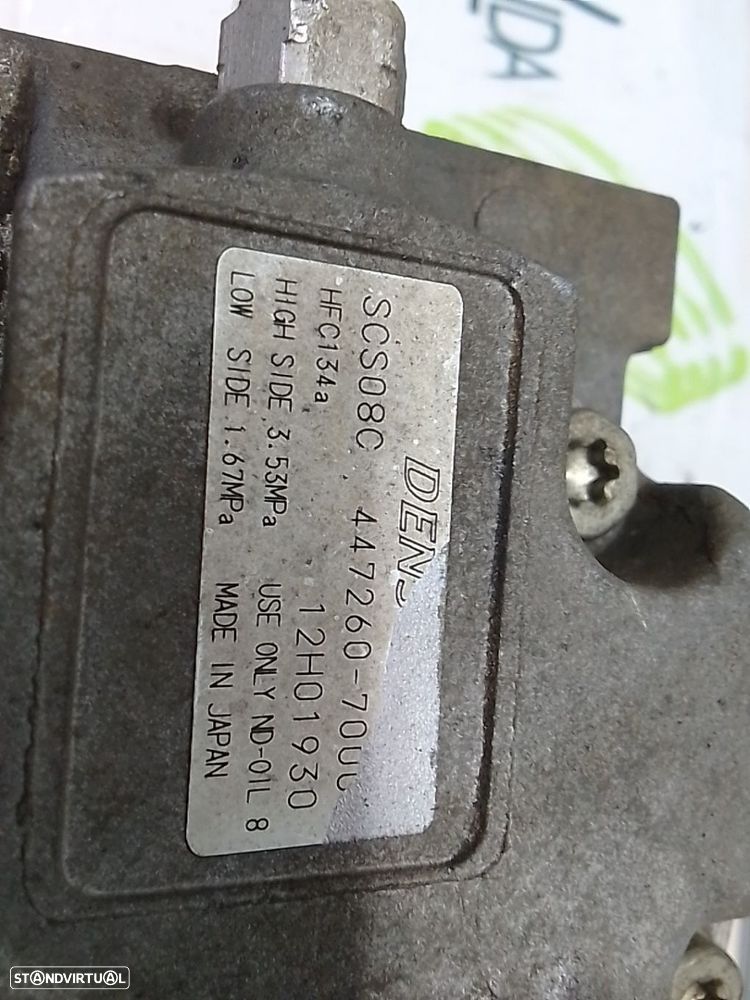 DEN
SCS08C 447260-700
HFC134a 12H01930
HIGH SIDE 3.53MPa USE ONLY ND-OIL 8
LOW SIDE 1.67MPa MADE IN JAPAN
STANDVIRTUAL